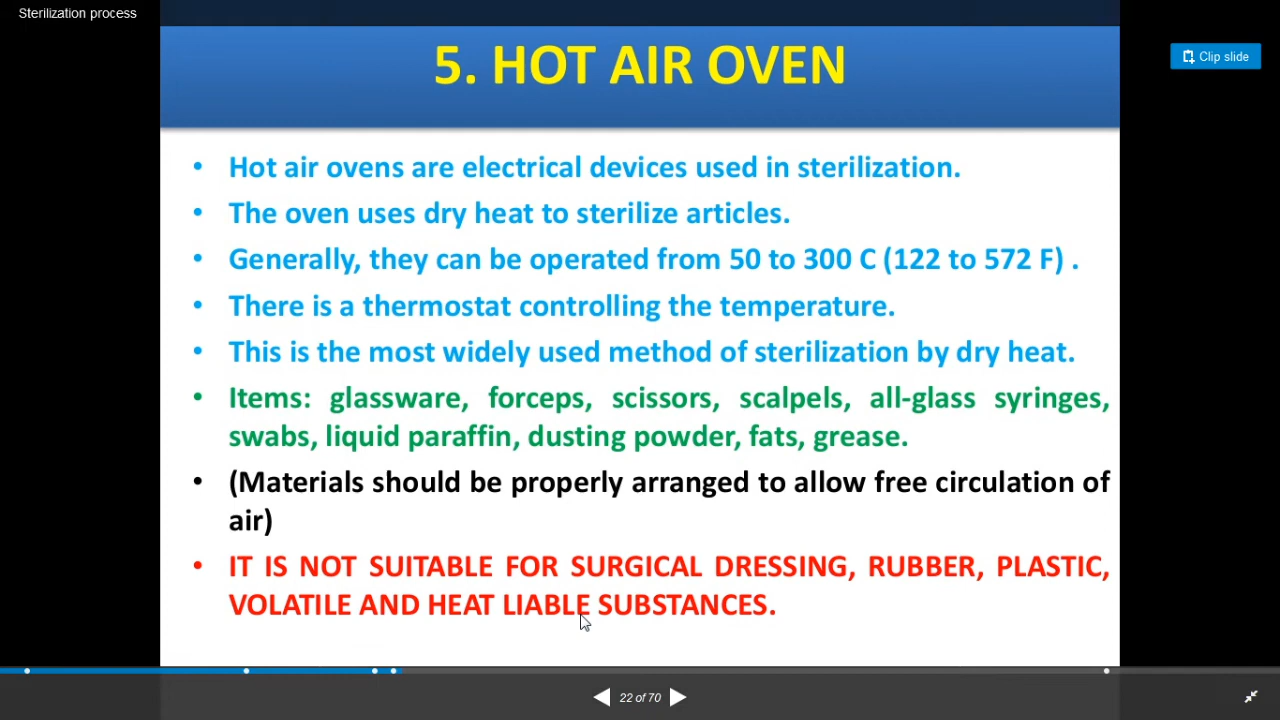 Sterilization process
5. HOT AIR OVEN
Clip slide
• Hot air ovens are electrical devices used in sterilization.
• The oven uses dry heat to sterilize articles.
• Generally, they can be operated from 50 to 300 C (122 to 572 F) .
• There is a thermostat controlling the temperature.
• This is the most widely used method of sterilization by dry heat.
• Items: glassware, forceps, scissors, scalpels, all-glass syringes,
swabs, liquid paraffin, dusting powder, fats, grease.
• (Materials should be properly arranged to allow free circulation of
air)
• IT IS NOT SUITABLE FOR SURGICAL DRESSING, RUBBER, PLASTIC,
VOLATILE AND HEAT LIABLE SUBSTANCES.
22 of 70